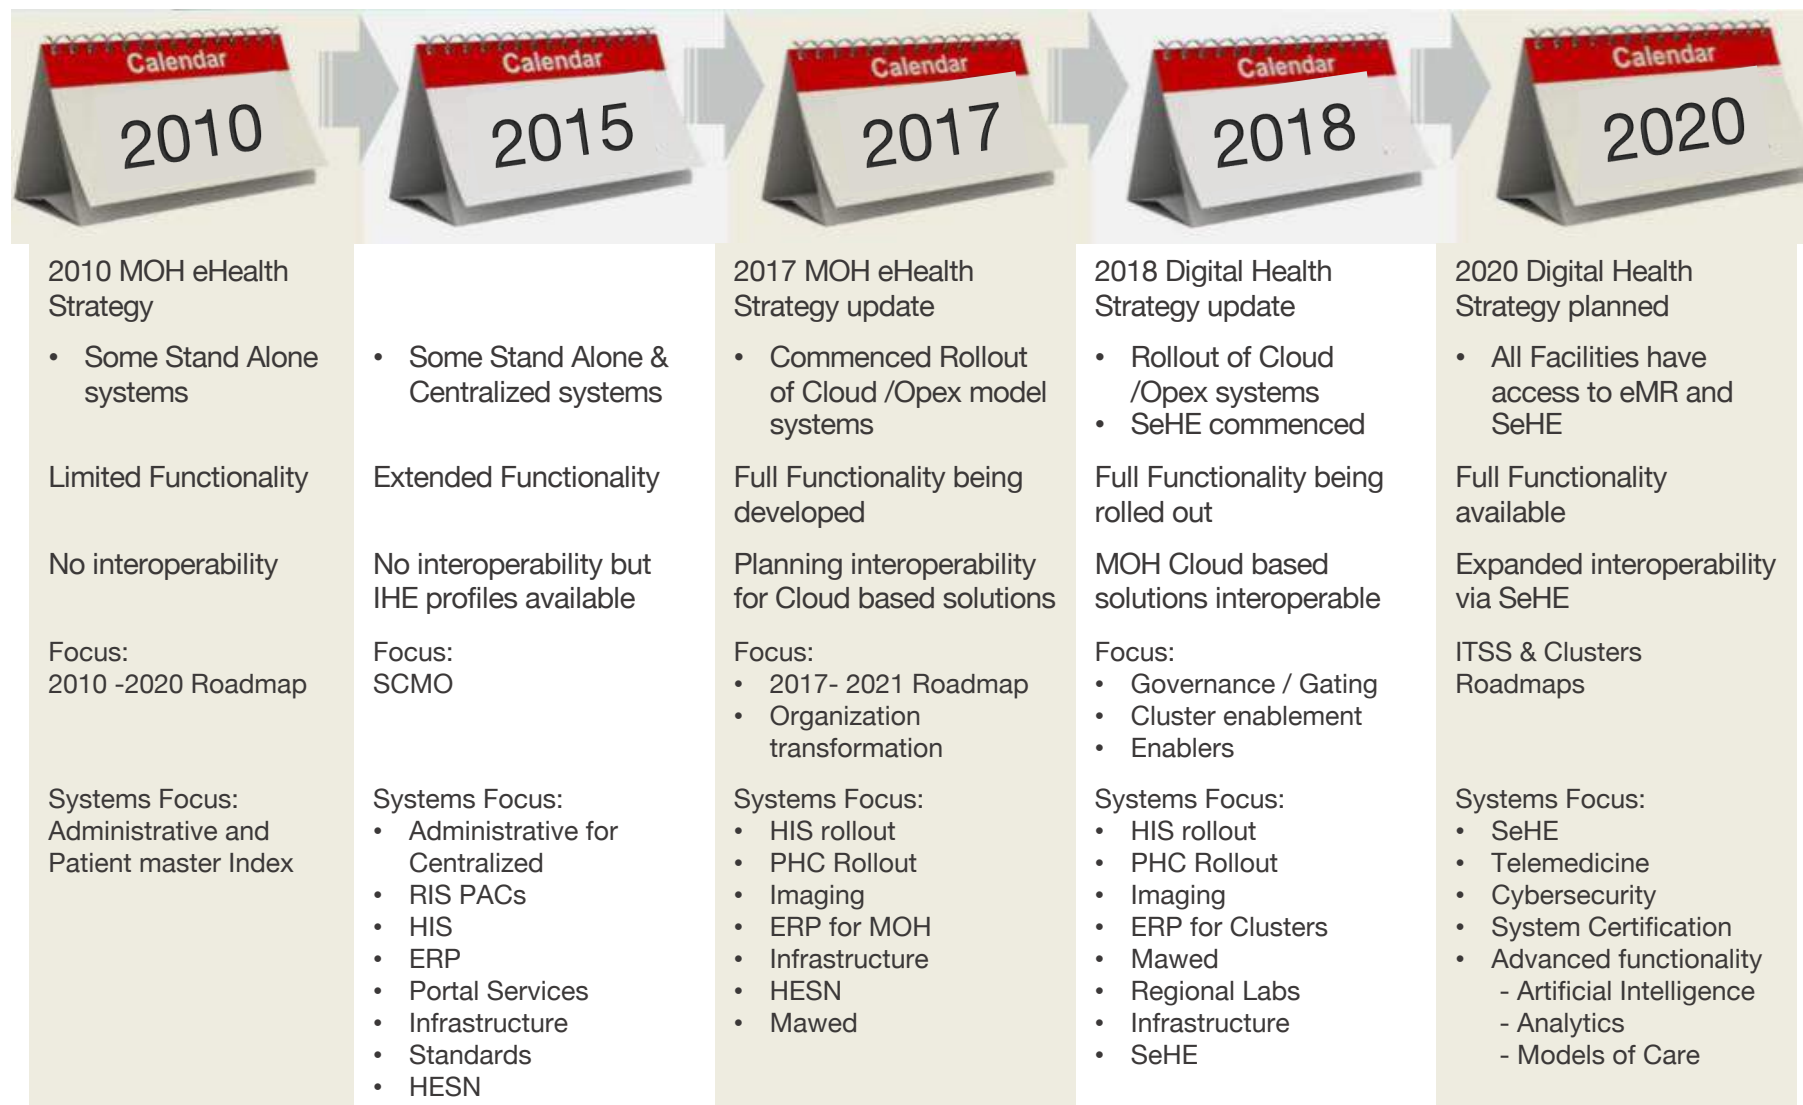 Calendar
2010
Calendar
2015
Calendar
2017
Calendar
2018
Calendar
2020
2010 MOH eHealth
Strategy
• Some Stand Alone
systems
Limited Functionality
No interoperability
Focus:
2010 -2020 Roadmap
Systems Focus:
Administrative and
Patient master Index
• Some Stand Alone &
Centralized systems
Extended Functionality
No interoperability but
IHE profiles available
Focus:
SCMO
Systems Focus:
• Administrative for
Centralized
• RIS PACs
• HIS
• ERP
• Portal Services
• Infrastructure
• Standards
• HESN
2017 MOH eHealth
Strategy update
• Commenced Rollout
of Cloud /Opex model
systems
Full Functionality being
developed
Planning interoperability
for Cloud based solutions
Focus:
• 2017- 2021 Roadmap
• Organization
transformation
Systems Focus:
• HIS rollout
• PHC Rollout
• Imaging
• ERP for MOH
• Infrastructure
• HESN
• Mawed
2018 Digital Health
Strategy update
• Rollout of Cloud
/Opex systems
• SeHE commenced
Full Functionality being
rolled out
MOH Cloud based
solutions interoperable
Focus:
• Governance / Gating
• Cluster enablement
• Enablers
Systems Focus:
• HIS rollout
• PHC Rollout
• Imaging
• ERP for Clusters
• Mawed
• Regional Labs
• Infrastructure
• SeHE
2020 Digital Health
Strategy planned
• All Facilities have
access to eMR and
SeHE
Full Functionality
available
Expanded interoperability
via SeHE
ITSS & Clusters
Roadmaps
Systems Focus:
• SeHE
• Telemedicine
• Cybersecurity
• System Certification
• Advanced functionality
- Artificial Intelligence
- Analytics
- Models of Care